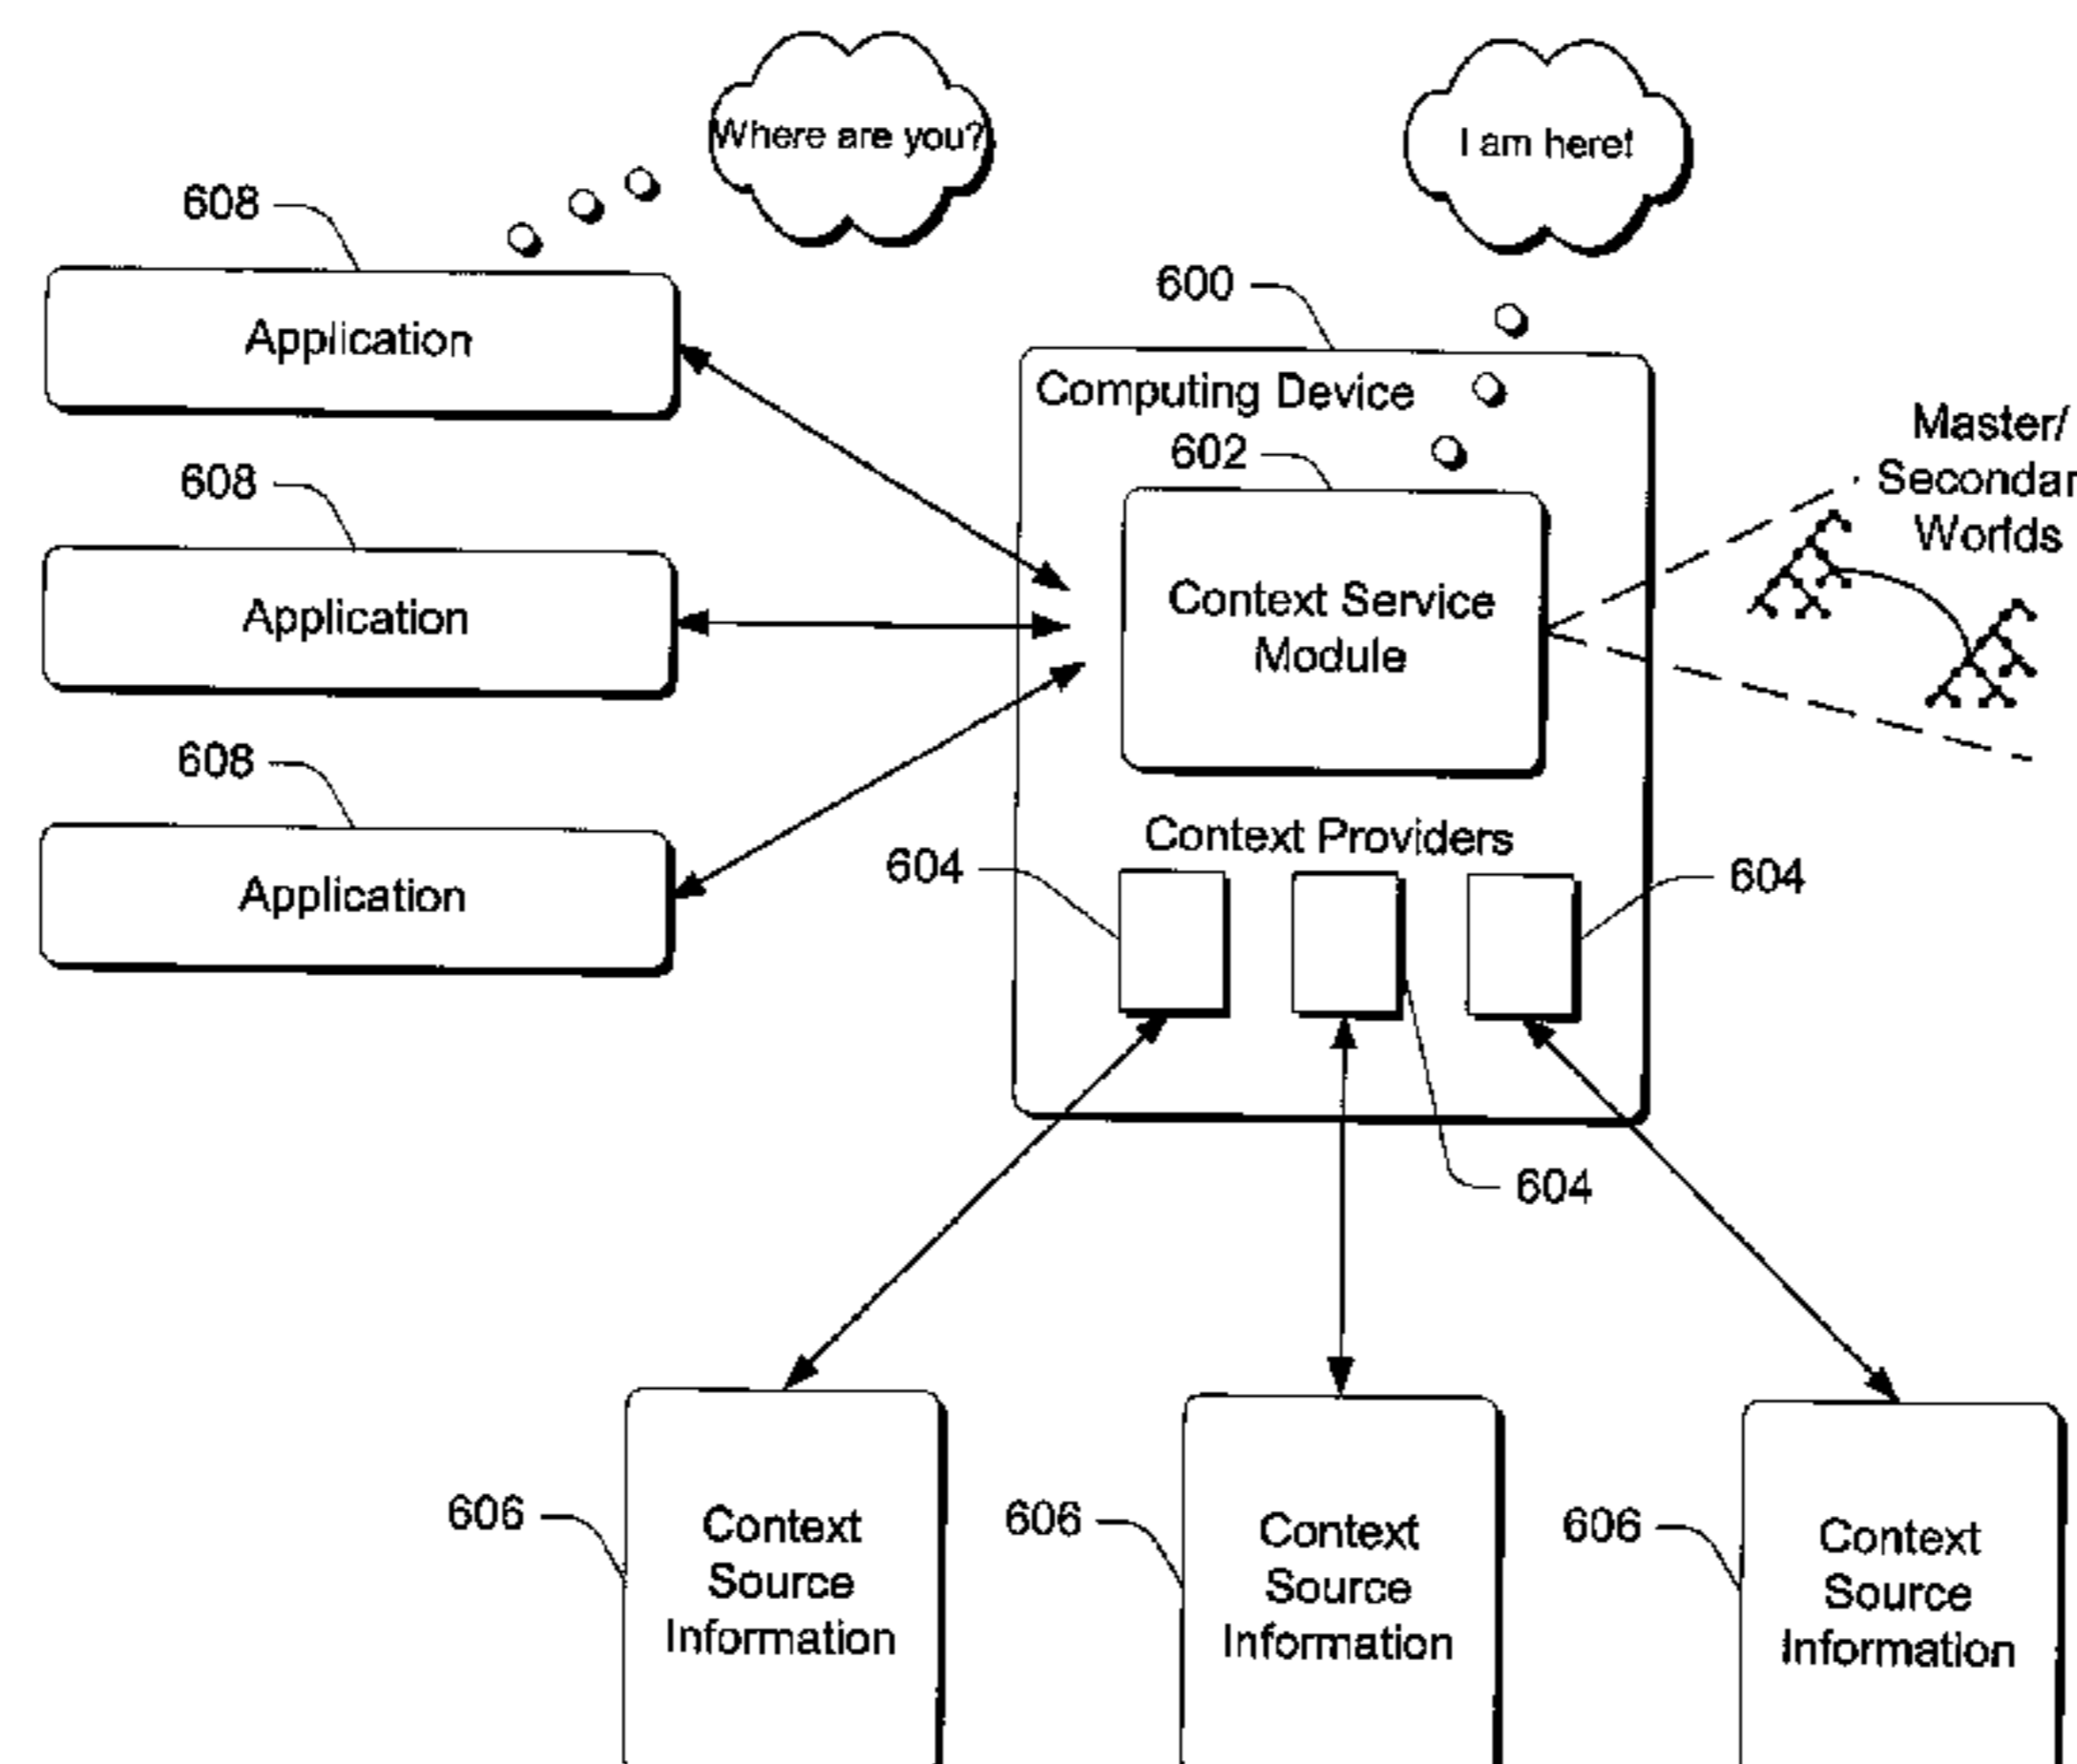 Where are you?
I am here!
608
600
Application
Computing Device
602
Master/
Secondar
Worlds
608
Context Service
Module
Application
608
Context Providers
604
604
Application
604
606
606
606
Context
Source
Information
Context
Source
Information
Context
Source
Information